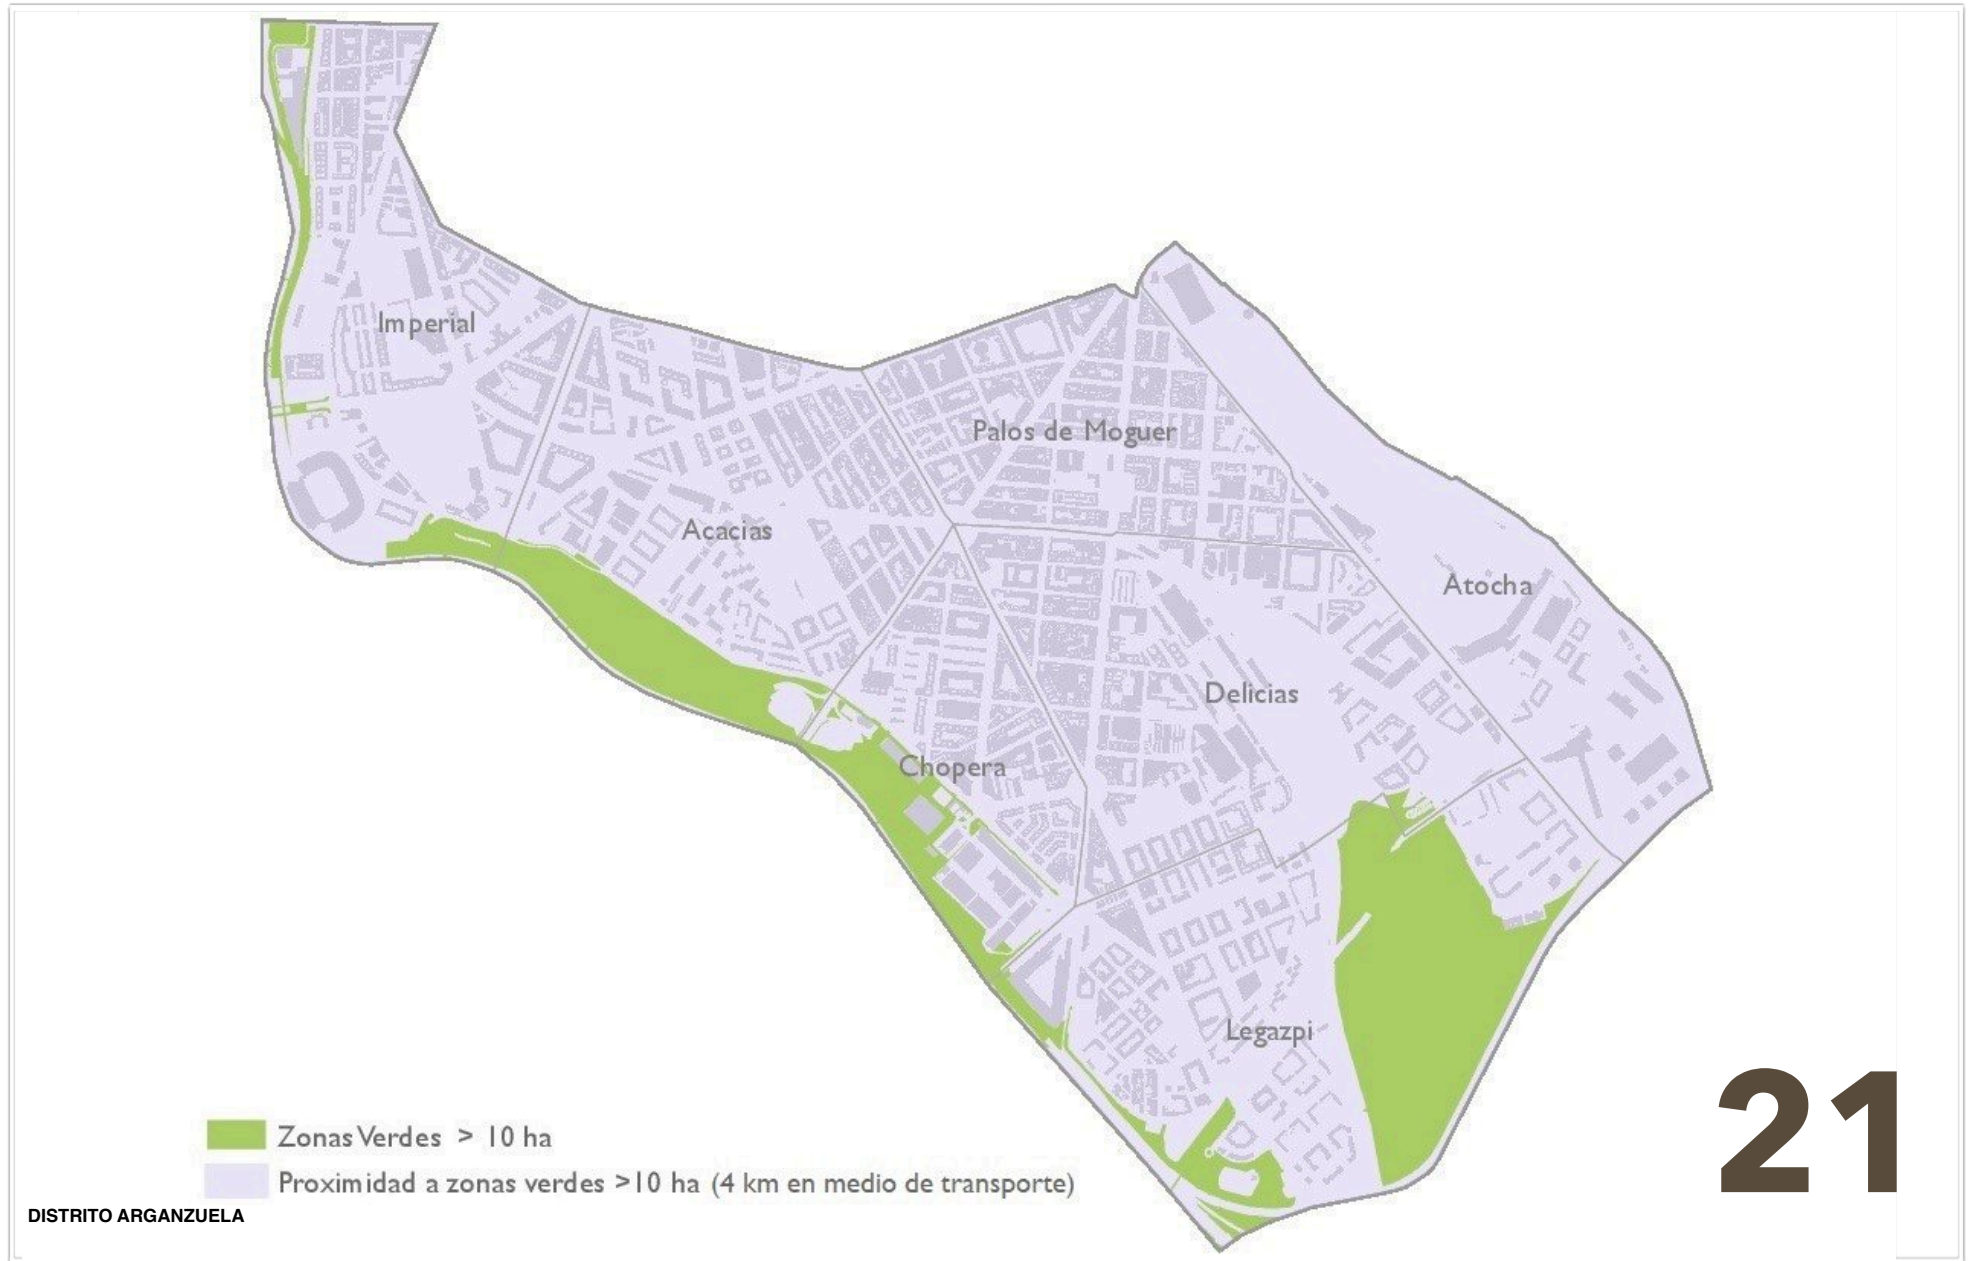 Imperial
Palos de Moguer
Acacias
Atocha
Delicias
Chopera
Legazpi
Zonas Verdes > 10 ha
Proximidad a zonas verdes >10 ha (4 km en medio de transporte)
DISTRITO ARGANZUELA
21